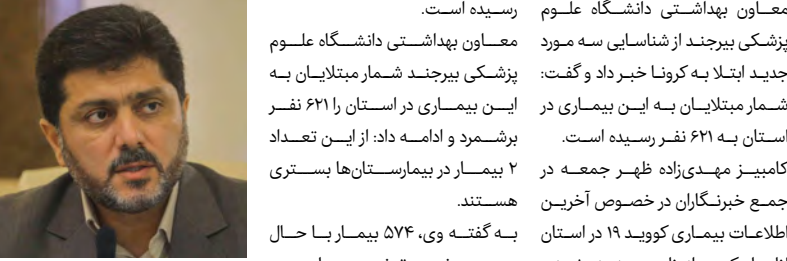 معاون بهداشتی دانشگاه علوم
پزشکی بیرجند از شناسایی سه مورد
جدید ابتلا به کرونا خبر داد و گفت:
شمار مبتلایان به این بیماری در
استان به ۶۲۱ نفر رسیده است.
کامبیز مهدی‌زاده ظهر جمعه در
جمع خبرنگاران در خصوص آخرین
اطلاعات بیماری کووید ۱۹ در استان
رسیده است.
معاون بهداشتی دانشگاه علوم
پزشکی بیرجند شمار مبتلایان به
این بیماری در استان را ۶۲۱ نفر
برشمرد و ادامه داد: از این تعداد
۲ بیمار در بیمارستان‌ها بستری
هستند.
به گفته وی، ۵۷۴ بیمار با حال